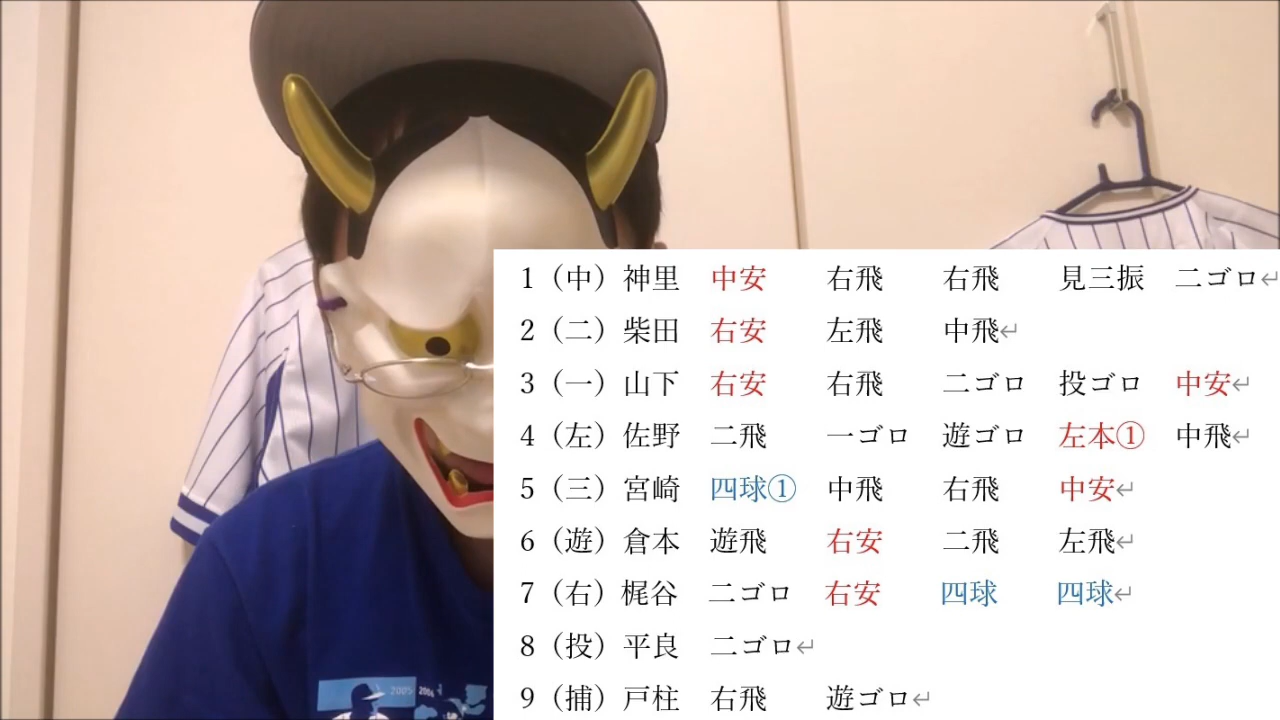 1（中）神里 中安 右飛 右飛 見三振 二ゴロ↵
2（二）柴田 右安 左飛 中飛↵
3（一）山下 右安 右飛 二ゴロ 投ゴロ 中安↵
4（左）佐野 二飛 一ゴロ 遊ゴロ 左本① 中飛↵
5（三）宮崎 四球① 中飛 右飛 中安↵
6（遊）倉本 遊飛 右安 二飛 左飛↵
7（右）梶谷 二ゴロ 右安 四球 四球↵
8（投）平良 二ゴロ↵
9（捕）戸柱 右飛 遊ゴロ↵
2005 2006